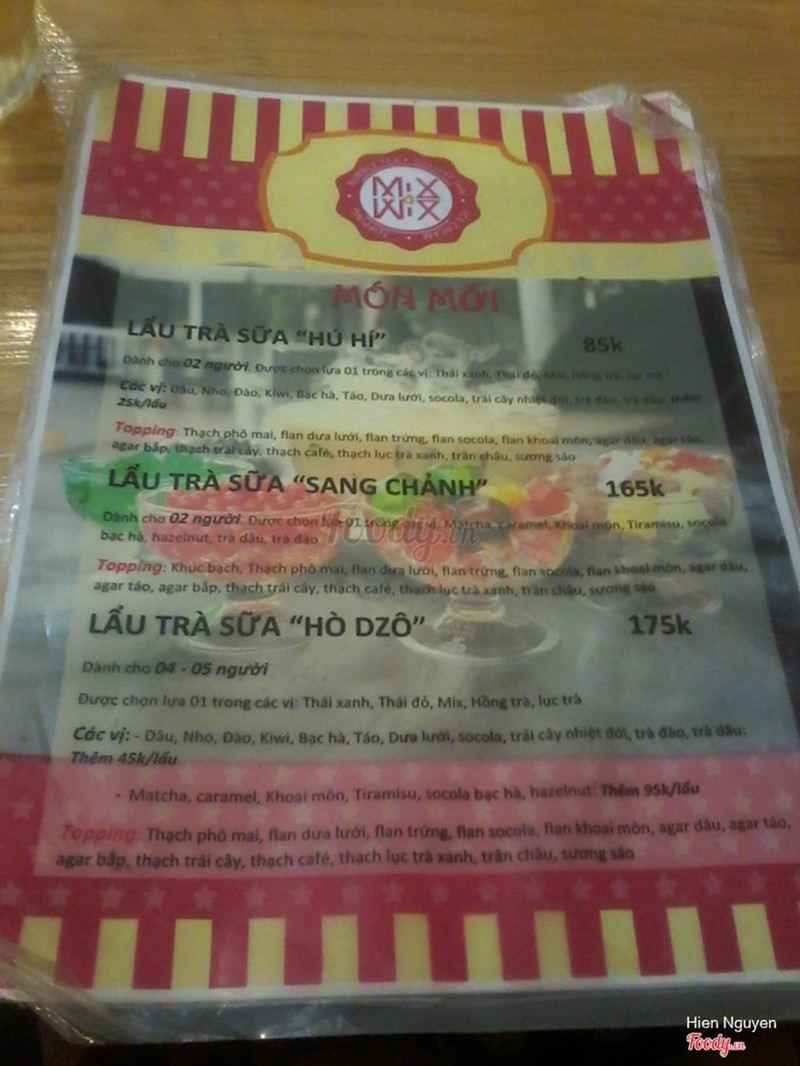 MIX
WIX
MÓN MỚI
LẨU TRÀ SỮA “HÚ HÍ” 85k
Dành cho 02 người. Được chọn lựa 01 trong các vị: Thái xanh, Thái đỏ, Mix, Hồng trà, lục trà
Các vị: Dâu, Nho, Đào, Kiwi, Bạc hà, Táo, Dưa lưới, socola, trái cây nhiệt đới, trà đào, trà dâu: thêm
25k/lẩu
Topping: Thạch phô mai, flan dưa lưới, flan trứng, flan socola, flan khoai môn, agar dâu, agar táo,
agar bắp, thạch trái cây, thạch café, thạch lục trà xanh, trân châu, sương sáo
LẨU TRÀ SỮA “SANG CHẢNH” 165k
Dành cho 02 người. Được chọn lựa 01 trong các vị: Matcha, caramel, Khoai môn, Tiramisu, socola
bạc hà, hazelnut, trà dâu, trà đào
Topping: Khúc bạch, Thạch phô mai, flan dưa lưới, flan trứng, flan socola, flan khoai môn, agar dâu,
agar táo, agar bắp, thạch trái cây, thạch café, thạch lục trà xanh, trân châu, sương sáo
LẨU TRÀ SỮA “HÒ DZÔ” 175k
Dành cho 04 - 05 người
Được chọn lựa 01 trong các vị: Thái xanh, Thái đỏ, Mix, Hồng trà, lục trà
Các vị: - Dâu, Nho, Đào, Kiwi, Bạc hà, Táo, Dưa lưới, socola, trái cây nhiệt đới, trà đào, trà dâu:
Thêm 45k/lẩu
- Matcha, caramel, Khoai môn, Tiramisu, socola bạc hà, hazelnut: Thêm 95k/lẩu
Topping: Thạch phô mai, flan dưa lưới, flan trứng, flan socola, flan khoai môn, agar dâu, agar táo,
agar bắp, thạch trái cây, thạch café, thạch lục trà xanh, trân châu, sương sáo
Foody.vn
Hien Nguyen
Foody.vn